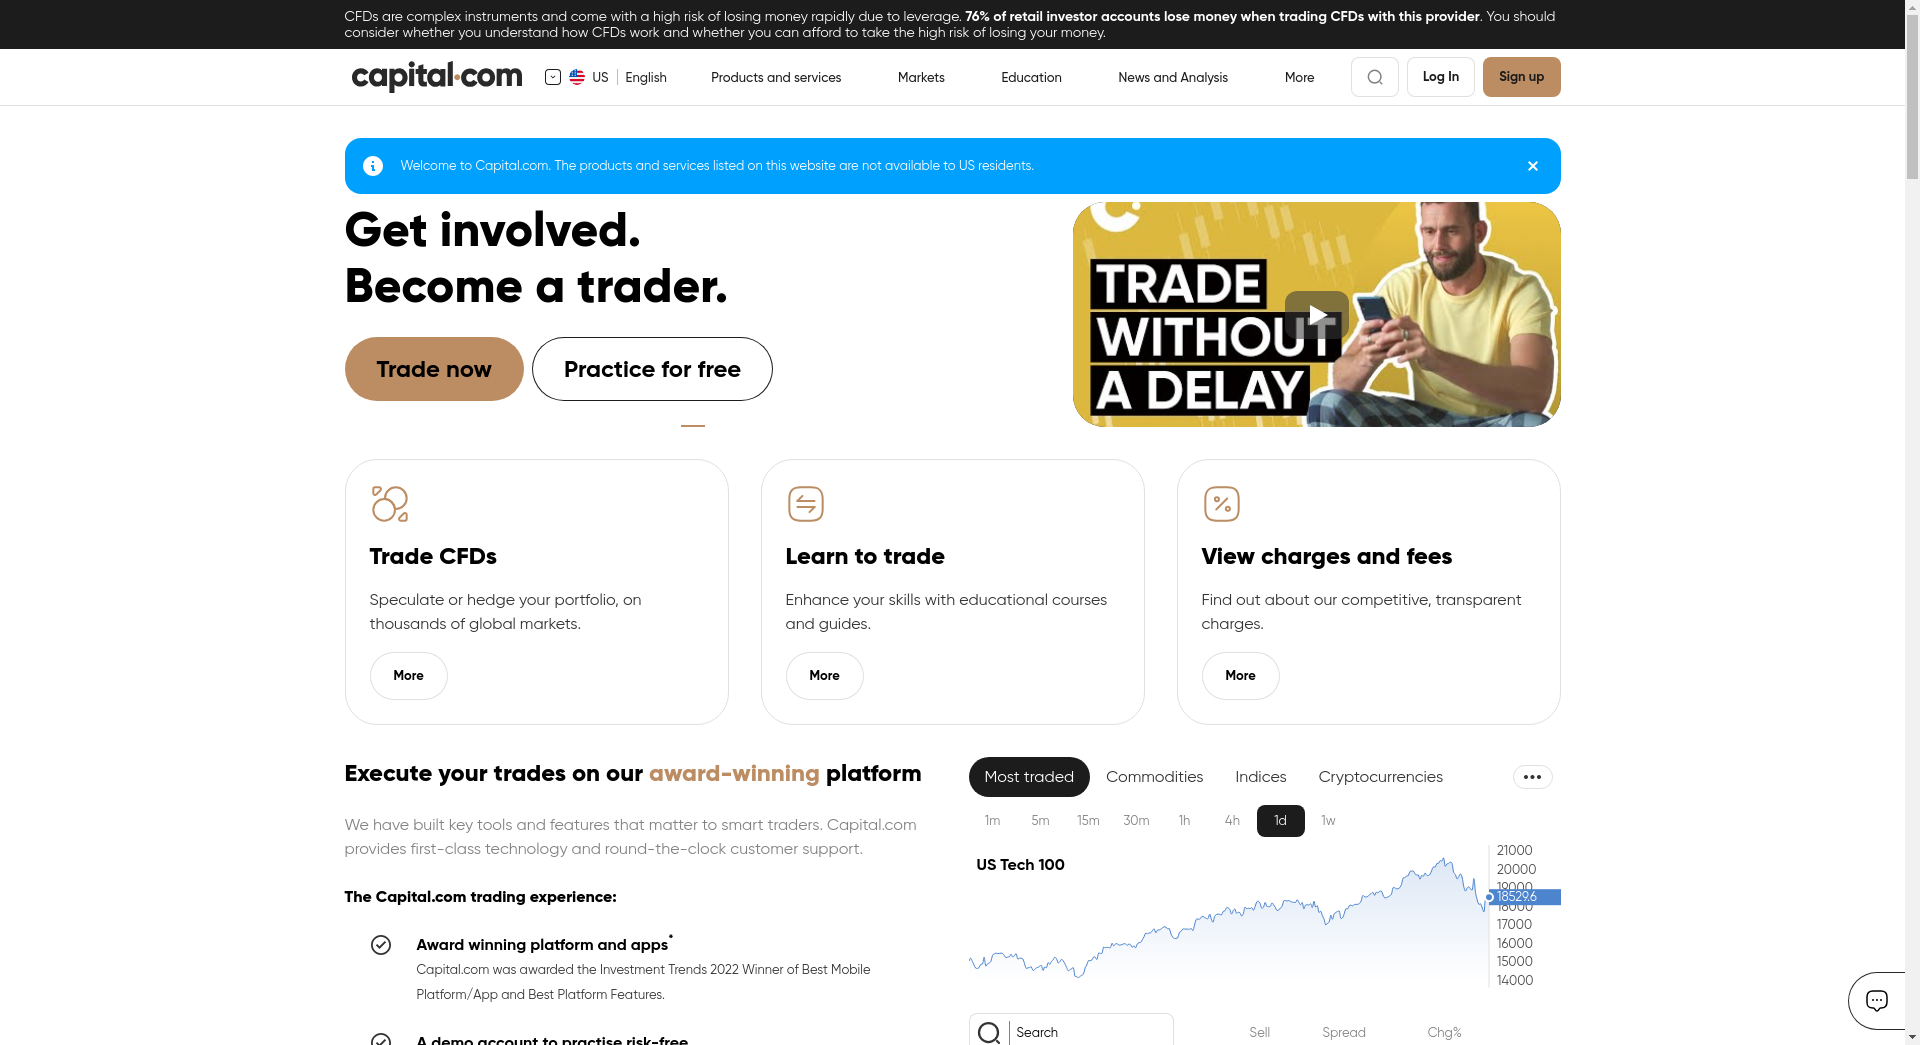 CFDs are complex instruments and come with a high risk of losing money rapidly due to leverage. 76% of retail investor accounts lose money when trading CFDs with this provider. You should
consider whether you understand how CFDs work and whether you can afford to take the high risk of losing your money.
capital.com
US English
Products and services
Markets
Education
News and Analysis
More
Log In
Sign up
Welcome to Capital.com. The products and services listed on this website are not available to US residents.
Get involved.
Become a trader.
Trade now
Practice for free
TRADE
WITHOUT
A DELAY
Trade CFDs
Speculate or hedge your portfolio, on
thousands of global markets.
More
Learn to trade
Enhance your skills with educational courses
and guides.
More
View charges and fees
Find out about our competitive, transparent
charges.
More
Execute your trades on our award-winning platform
We have built key tools and features that matter to smart traders. Capital.com
provides first-class technology and round-the-clock customer support.
The Capital.com trading experience:
Award winning platform and apps*
Capital.com was awarded the Investment Trends 2022 Winner of Best Mobile
Platform/App and Best Platform Features.
A demo account to practise risk-free
Most traded
Commodities
Indices
Cryptocurrencies
1m 5m 15m 30m 1h 4h 1d 1w
US Tech 100
21000
20000
19000
18529.6
18000
17000
16000
15000
14000
Search
Sell
Spread
Chg%